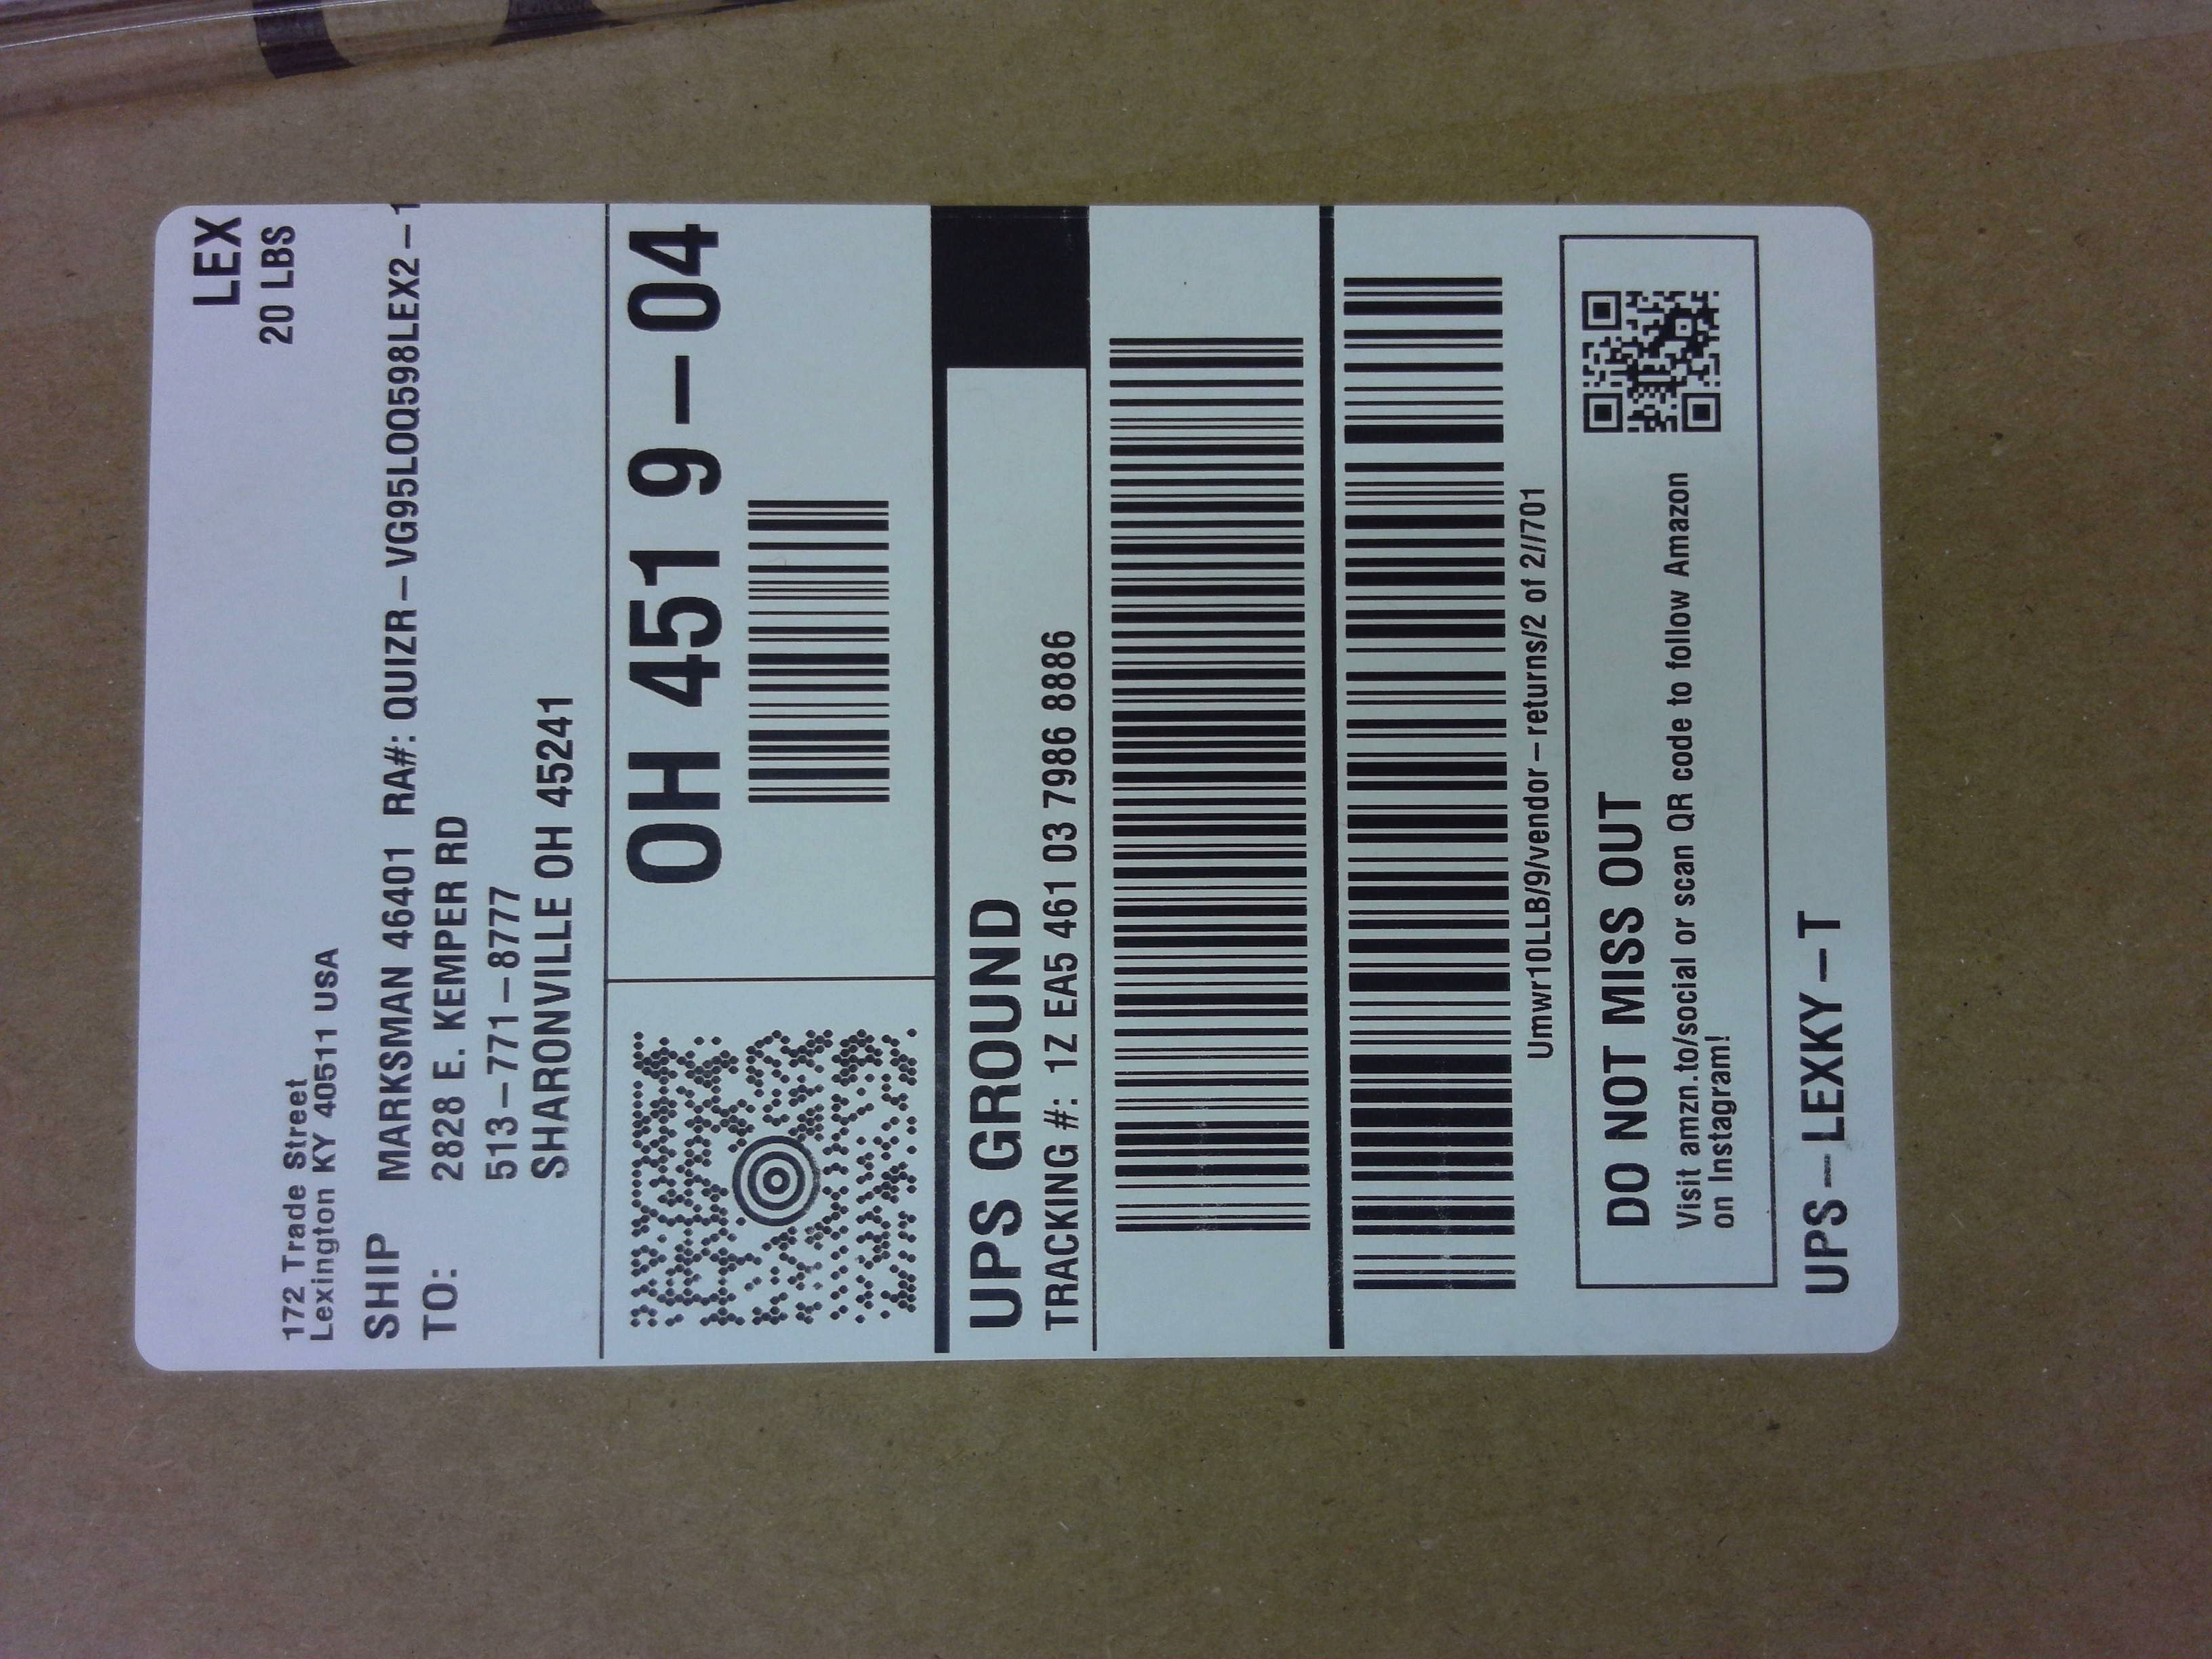 LEX
20 LBS
172 Trade Street
Lexington KY 40511 USA
SHIP
TO:
MARKSMAN 46401 RA#: QUIZR-VG95LOQ598LEX2-1
2828 E. KEMPER RD
513-771-8777
SHARONVILLE OH 45241
OH 451 9-04
UPS GROUND
TRACKING #: 1Z EA5 461 03 7986 8886
Umwr10LLB/9/vendor-returns/2 of 2//701
DO NOT MISS OUT
Visit amzn.to/social or scan QR code to follow Amazon
on Instagram!
UPS-LEXKY-T